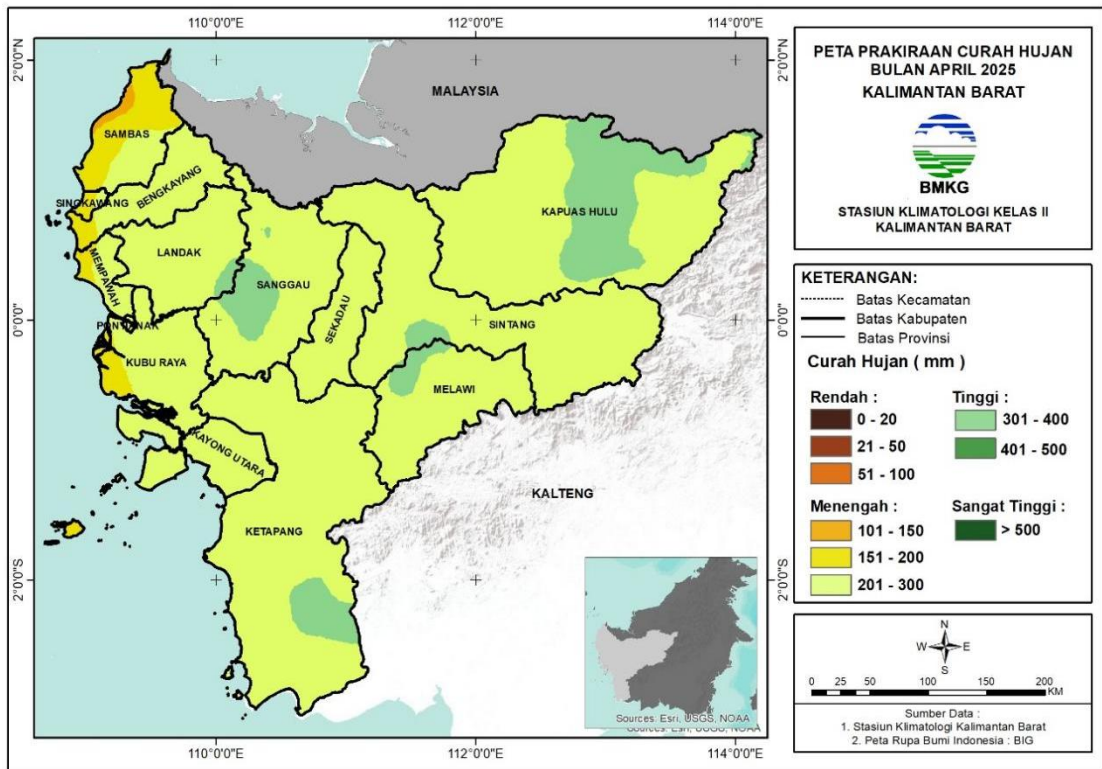 110°0'0"E
112°0'0"E
114°0'0"E
2°0'0"N
0°0'0"
2°0'0"S
2°0'0"N
0°0'0"
2°0'0"S
110°0'0"E
112°0'0"E
114°0'0"E
MALAYSIA
SAMBAS
SINGKAWANG
BENGKAYANG
MEMPAWAH
LANDAK
SANGGAU
SEKADAU
KAPUAS HULU
SINTANG
PONTIANAK
KUBU RAYA
MELAWI
KAYONG UTARA
KETAPANG
KALTENG
Sources: Esri, USGS, NOAA
Sources: Esri, USGS, NOAA
PETA PRAKIRAAN CURAH HUJAN
BULAN APRIL 2025
KALIMANTAN BARAT
BMKG
STASIUN KLIMATOLOGI KELAS II
KALIMANTAN BARAT
KETERANGAN:
Batas Kecamatan
Batas Kabupaten
Batas Provinsi
Curah Hujan ( mm )
Rendah :
0 - 20
21 - 50
51 - 100
Menengah :
101 - 150
151 - 200
201 - 300
Tinggi :
301 - 400
401 - 500
Sangat Tinggi :
> 500
N
W E
S
0 12.5 25 50 100 150 200
KM
Sumber Data :
1. Stasiun Klimatologi Kalimantan Barat
2. Peta Rupa Bumi Indonesia : BIG